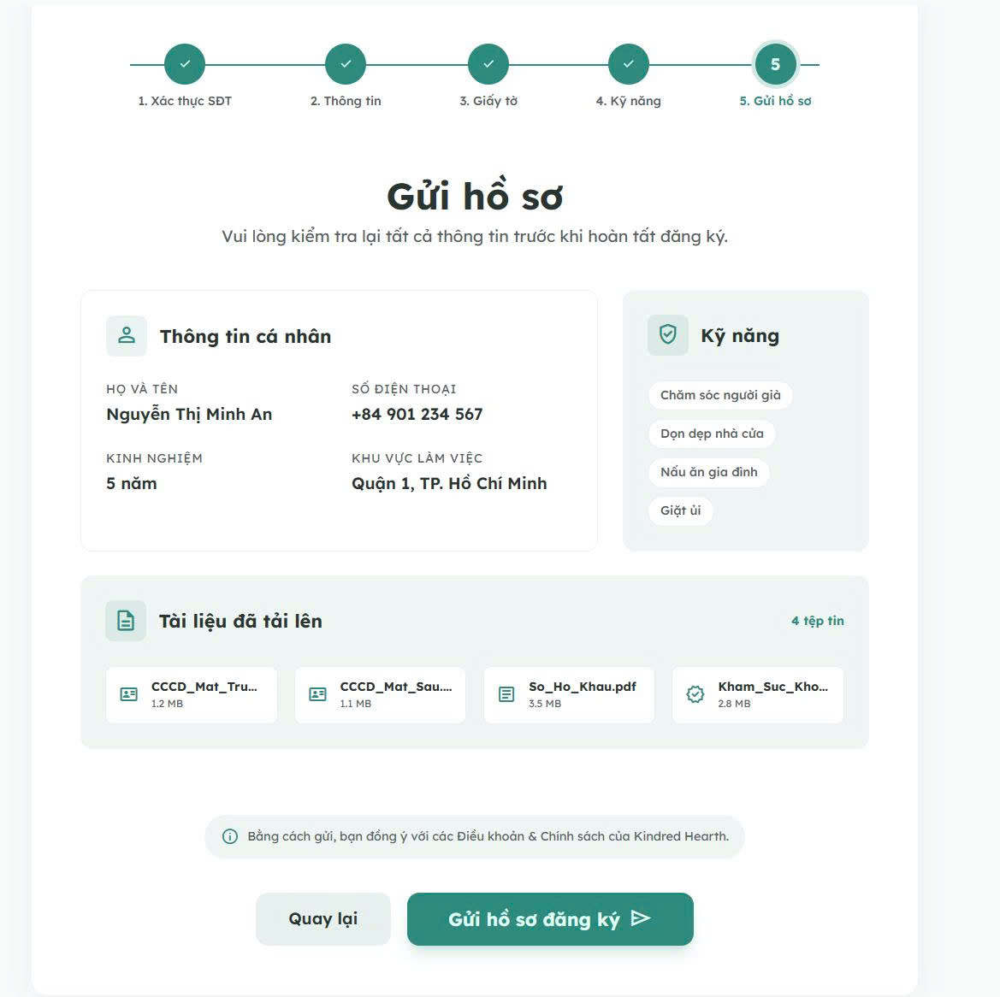 1. Xác thực SĐT
2. Thông tin
3. Giấy tờ
4. Kỹ năng
5
5. Gửi hồ sơ
Gửi hồ sơ
Vui lòng kiểm tra lại tất cả thông tin trước khi hoàn tất đăng ký.
Thông tin cá nhân
HỌ VÀ TÊN
Nguyễn Thị Minh An
SỐ ĐIỆN THOẠI
+84 901 234 567
KINH NGHIỆM
5 năm
KHU VỰC LÀM VIỆC
Quận 1, TP. Hồ Chí Minh
Kỹ năng
Chăm sóc người già
Dọn dẹp nhà cửa
Nấu ăn gia đình
Giặt ủi
Tài liệu đã tải lên
4 tệp tin
CCCD_Mat_Tru...
1.2 MB
CCCD_Mat_Sau....
1.1 MB
So_Ho_Khau.pdf
3.5 MB
Kham_Suc_Kho...
2.8 MB
Bằng cách gửi, bạn đồng ý với các Điều khoản & Chính sách của Kindred Hearth.
Quay lại
Gửi hồ sơ đăng ký